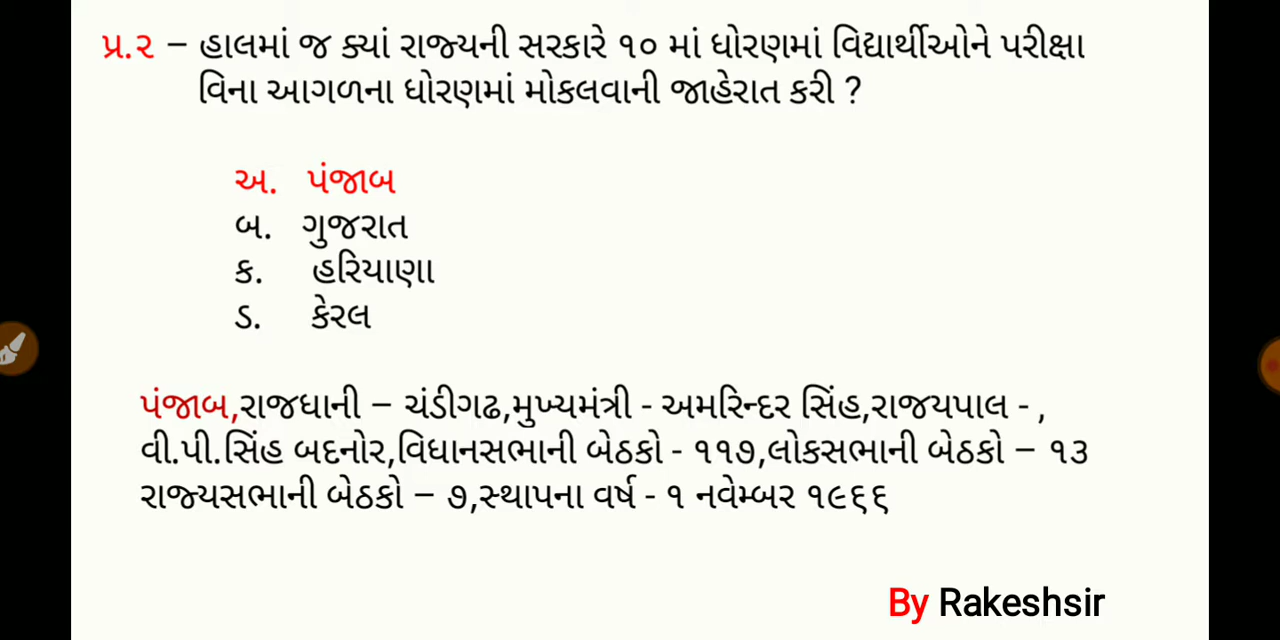 પ્ર.૨ – હાલમાં જ ક્યાં રાજ્યની સરકારે ૧૦ માં ધોરણમાં વિદ્યાર્થીઓને પરીક્ષા
વિના આગળના ધોરણમાં મોકલવાની જાહેરાત કરી ?
અ. પંજાબ
બ. ગુજરાત
ક. હરિયાણા
ડ. કેરલ
પંજાબ,રાજધાની – ચંડીગઢ,મુખ્યમંત્રી - અમરિન્દર સિંહ,રાજયપાલ - ,
વી.પી.સિંહ બદનોર,વિધાનસભાની બેઠકો - ૧૧૭,લોકસભાની બેઠકો – ૧૩
રાજ્યસભાની બેઠકો – ૭,સ્થાપના વર્ષ - ૧ નવેમ્બર ૧૯૬૬
By Rakeshsir